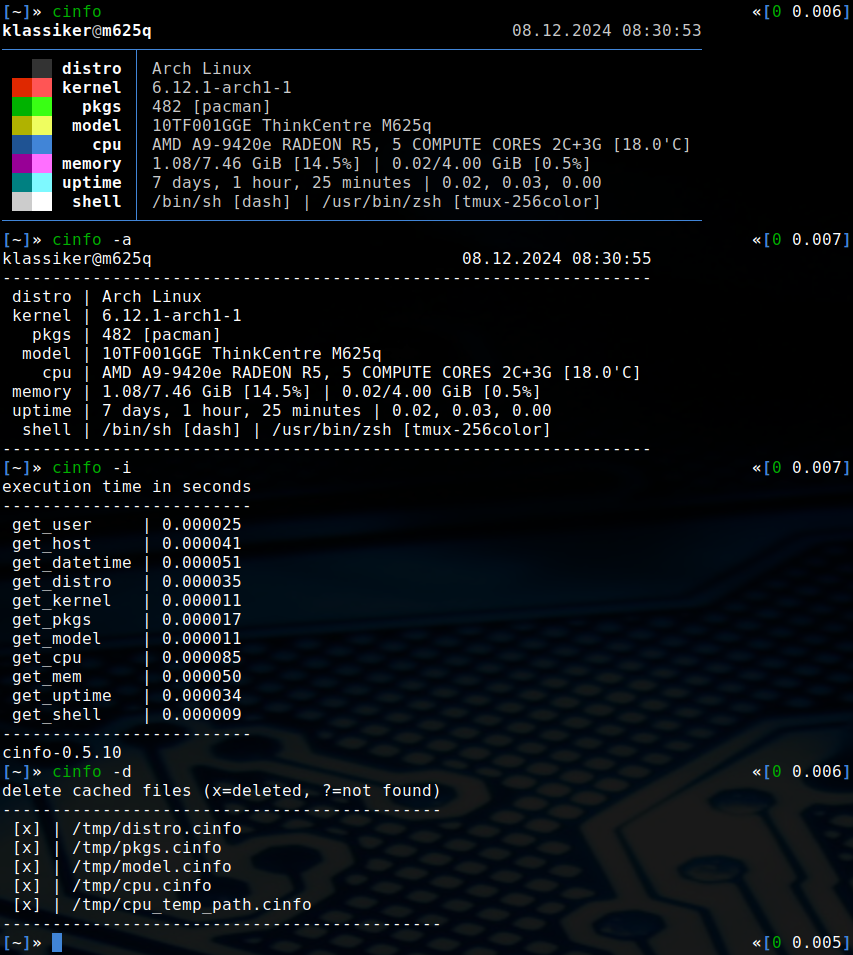 [~]» cinfo «[0 0.006]
klassiker@m625q 08.12.2024 08:30:53
distro Arch Linux
kernel 6.12.1-arch1-1
pkgs 482 [pacman]
model 10TF001GGE ThinkCentre M625q
cpu AMD A9-9420e RADEON R5, 5 COMPUTE CORES 2C+3G [18.0'C]
memory 1.08/7.46 GiB [14.5%] | 0.02/4.00 GiB [0.5%]
uptime 7 days, 1 hour, 25 minutes | 0.02, 0.03, 0.00
shell /bin/sh [dash] | /usr/bin/zsh [tmux-256color]
[~]» cinfo -a «[0 0.007]
klassiker@m625q 08.12.2024 08:30:55
-----------------------------------------------------------------
distro | Arch Linux
kernel | 6.12.1-arch1-1
pkgs | 482 [pacman]
model | 10TF001GGE ThinkCentre M625q
cpu | AMD A9-9420e RADEON R5, 5 COMPUTE CORES 2C+3G [18.0'C]
memory | 1.08/7.46 GiB [14.5%] | 0.02/4.00 GiB [0.5%]
uptime | 7 days, 1 hour, 25 minutes | 0.02, 0.03, 0.00
shell | /bin/sh [dash] | /usr/bin/zsh [tmux-256color]
-----------------------------------------------------------------
[~]» cinfo -i «[0 0.007]
execution time in seconds
-------------------------
get_user | 0.000025
get_host | 0.000041
get_datetime | 0.000051
get_distro | 0.000035
get_kernel | 0.000011
get_pkgs | 0.000017
get_model | 0.000011
get_cpu | 0.000085
get_mem | 0.000050
get_uptime | 0.000034
get_shell | 0.000009
-------------------------
cinfo-0.5.10
[~]» cinfo -d «[0 0.006]
delete cached files (x=deleted, ?=not found)
--------------------------------------------
[x] | /tmp/distro.cinfo
[x] | /tmp/pkgs.cinfo
[x] | /tmp/model.cinfo
[x] | /tmp/cpu.cinfo
[x] | /tmp/cpu_temp_path.cinfo
--------------------------------------------
[~]» «[0 0.005]